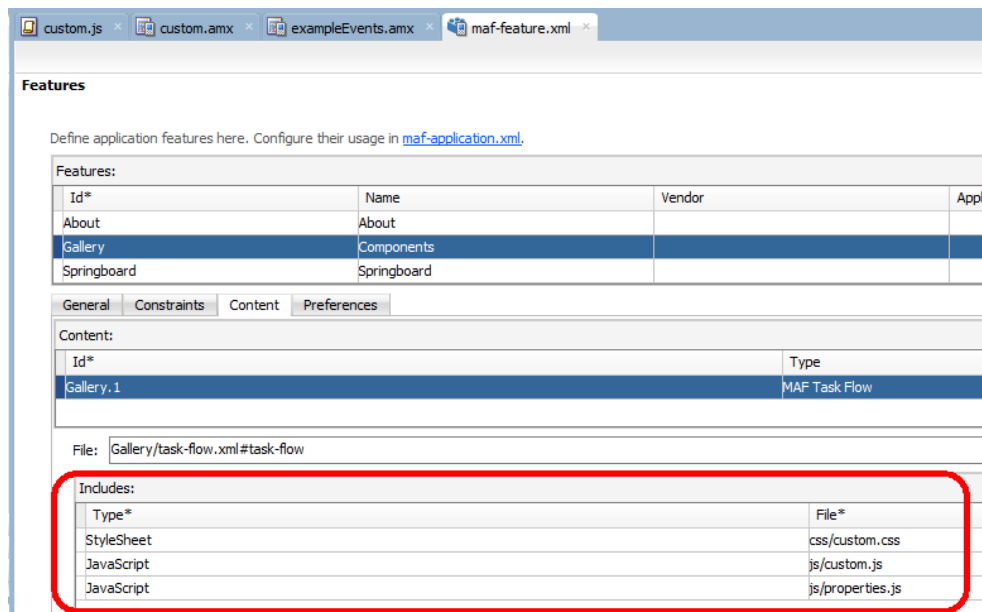 custom.js custom.amx exampleEvents.amx maf-feature.xml
Features
Define application features here. Configure their usage in maf-application.xml.
Features:
Id* Name Vendor Appl
About About
Gallery Components
Springboard Springboard
General Constraints Content Preferences
Content:
Id* Type
Gallery.1 MAF Task Flow
File: Gallery/task-flow.xml#task-flow
Includes:
Type* File*
StyleSheet css/custom.css
JavaScript js/custom.js
JavaScript js/properties.js